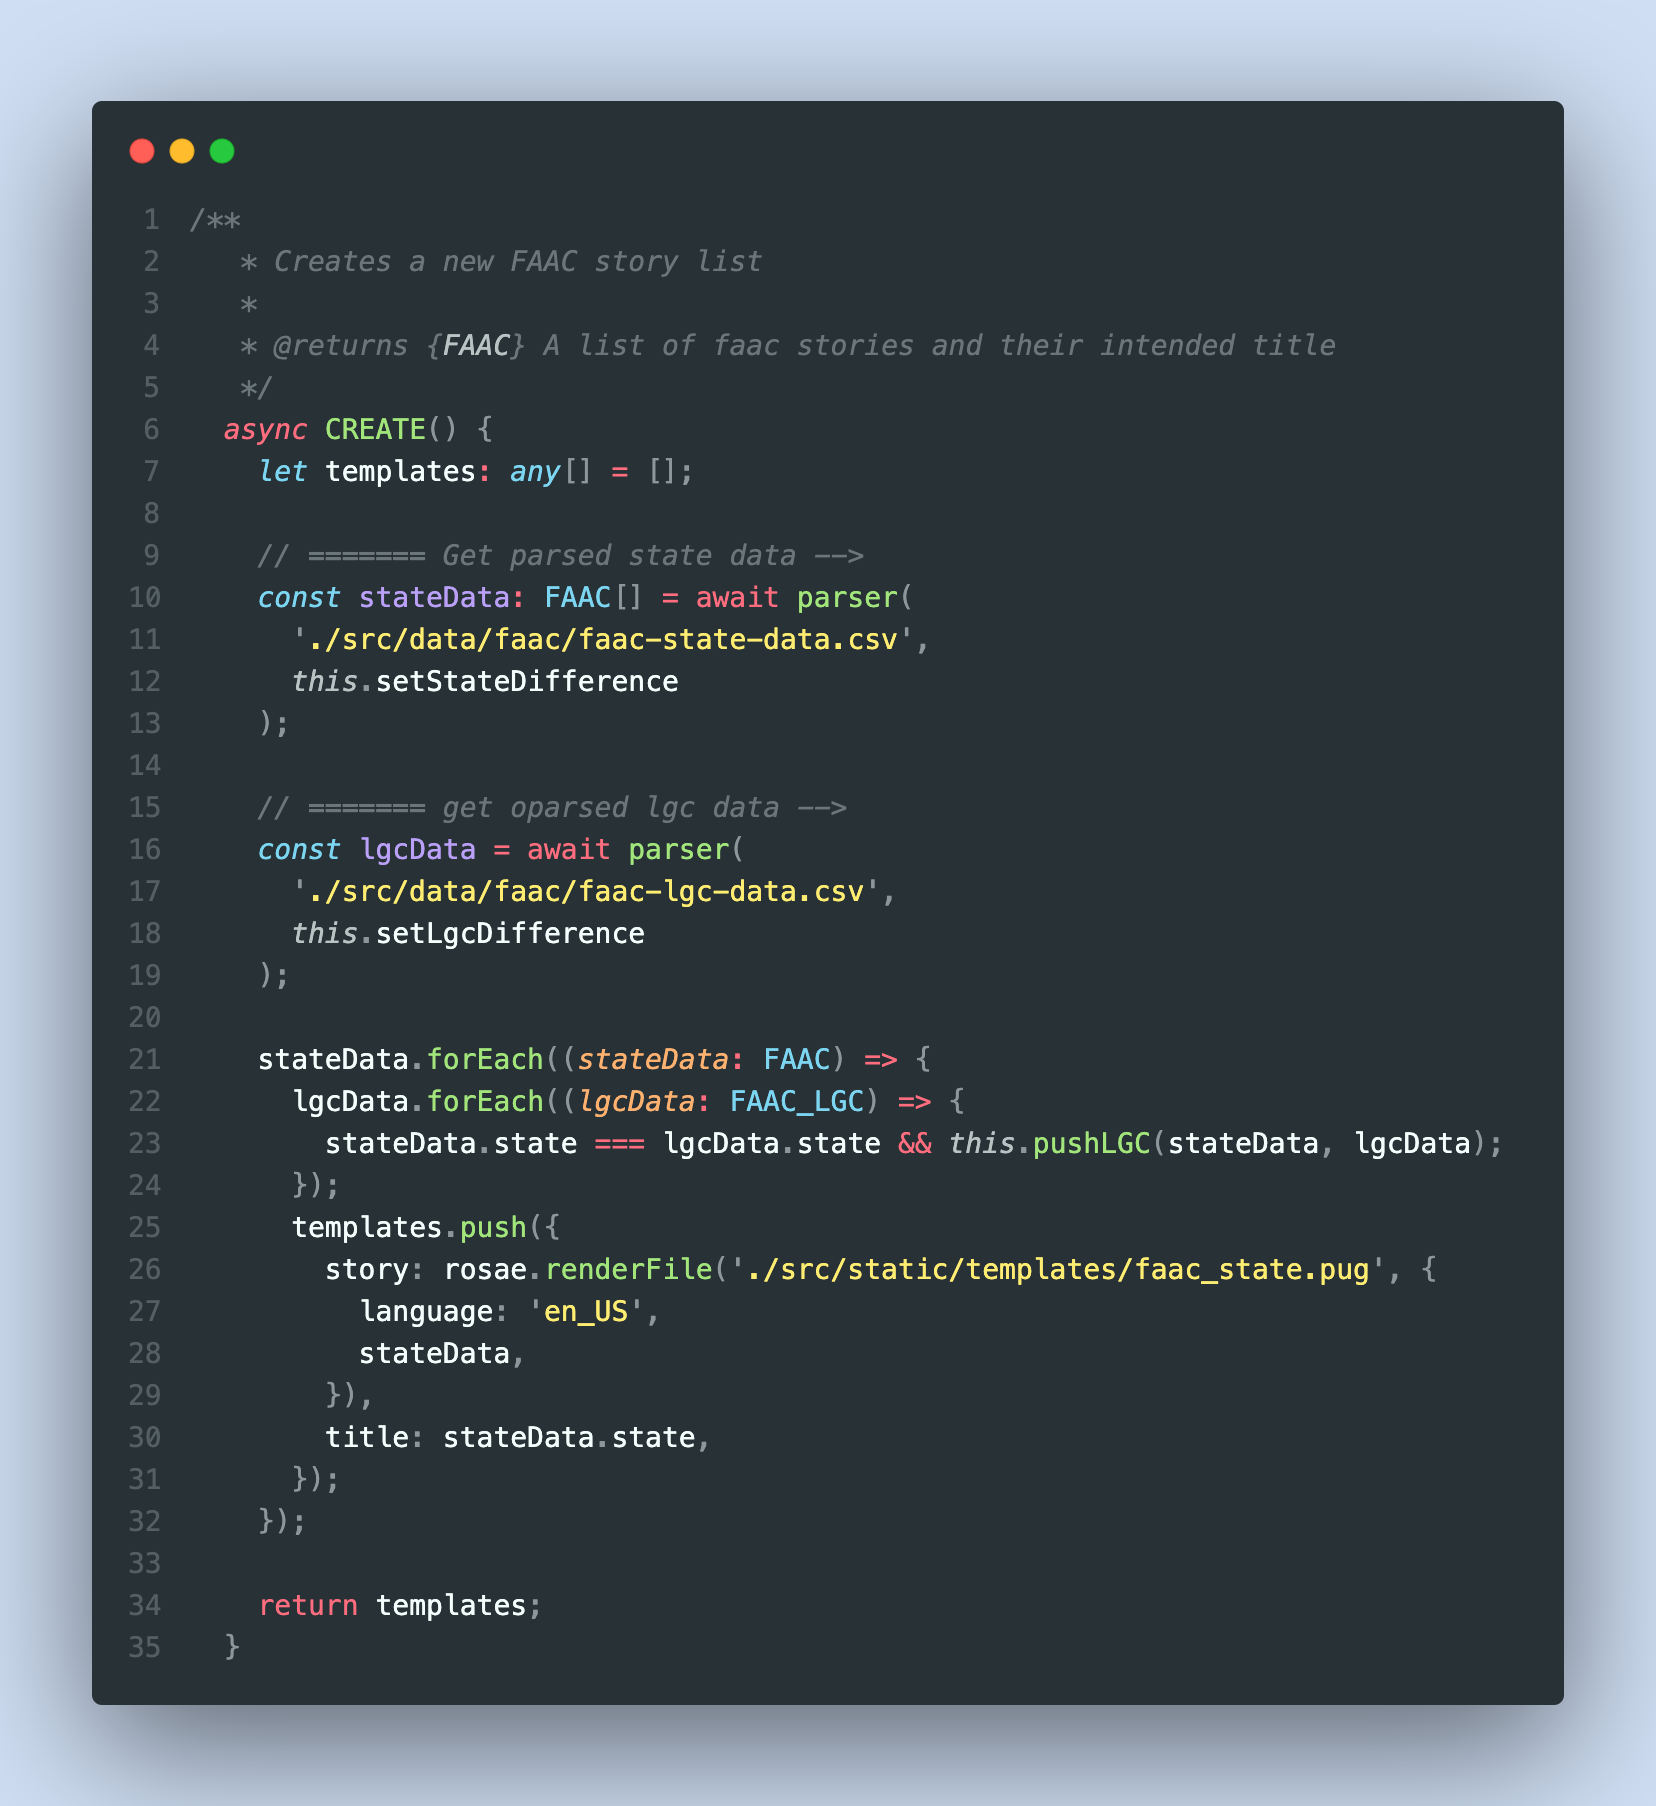 1 /**
2    * Creates a new FAAC story list
3    *
4    * @returns {FAAC} A list of faac stories and their intended title
5    */
6   async CREATE() {
7     let templates: any[] = [];
8
9     // ======= Get parsed state data -->
10     const stateData: FAAC[] = await parser(
11       './src/data/faac/faac-state-data.csv',
12       this.setStateDifference
13     );
14
15     // ======= get oparsed lgc data -->
16     const lgcData = await parser(
17       './src/data/faac/faac-lgc-data.csv',
18       this.setLgcDifference
19     );
20
21     stateData.forEach((stateData: FAAC) => {
22       lgcData.forEach((lgcData: FAAC_LGC) => {
23         stateData.state === lgcData.state && this.pushLGC(stateData, lgcData);
24       });
25       templates.push({
26         story: rosae.renderFile('./src/static/templates/faac_state.pug', {
27           language: 'en_US',
28           stateData,
29         }),
30         title: stateData.state,
31       });
32     });
33
34     return templates;
35   }